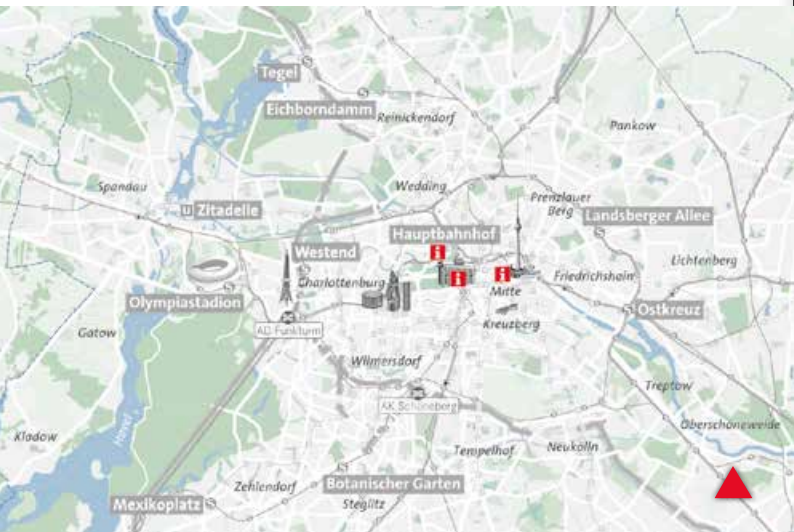 Tegel
Eichborndamm
Reinickendorf
Pankow
Spandau
Wedding
Prenzlauer
Berg
U Zitadelle
Landsberger Allee
Hauptbahnhof
Westend
i
Lichtenberg
Charlottenburg
i
i
Friedrichshain
Mitte
Olympiastadion
S Ostkreuz
AD Funkturm
Kreuzberg
Gatow
Wilmersdorf
Treptow
AK Schöneberg
Havel
Oberschöneweide
Kladow
Tempelhof
Neukölln
Zehlendorf
Botanischer Garten
Mexikoplatz
Steglitz